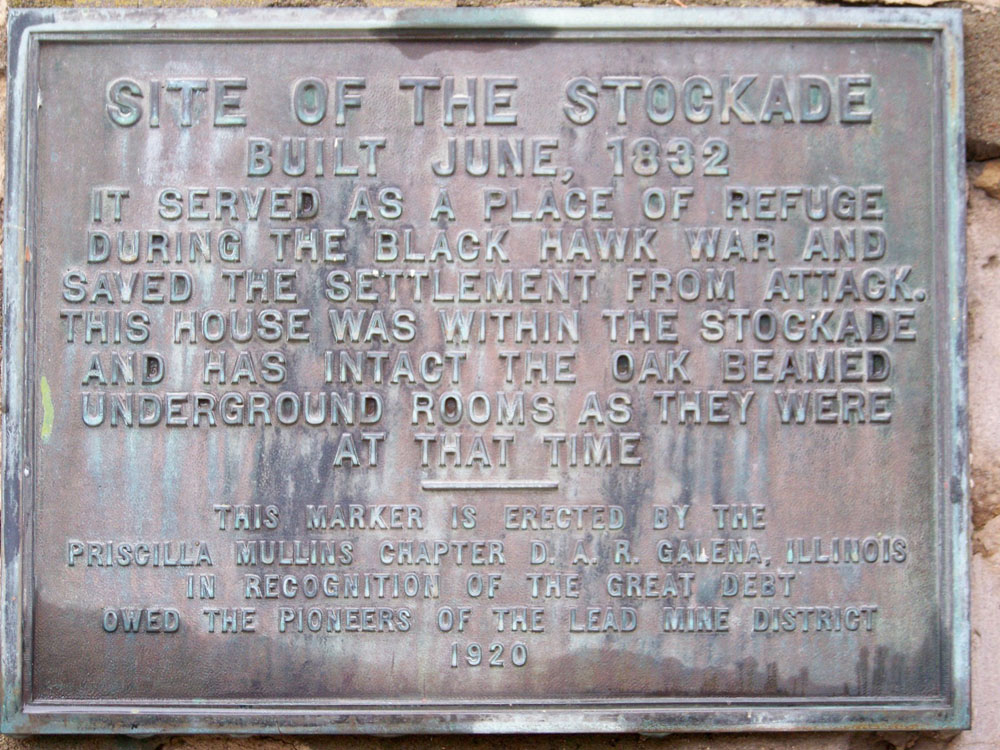 SITE OF THE STOCKADE
BUILT JUNE, 1832
IT SERVED AS A PLACE OF REFUGE
DURING THE BLACK HAWK WAR AND
SAVED THE SETTLEMENT FROM ATTACK.
THIS HOUSE WAS WITHIN THE STOCKADE
AND HAS INTACT THE OAK BEAMED
UNDERGROUND ROOMS AS THEY WERE
AT THAT TIME
THIS MARKER IS ERECTED BY THE
PRISCILLA MULLINS CHAPTER D. A. R. GALENA, ILLINOIS
IN RECOGNITION OF THE GREAT DEBT
OWED THE PIONEERS OF THE LEAD MINE DISTRICT
1920